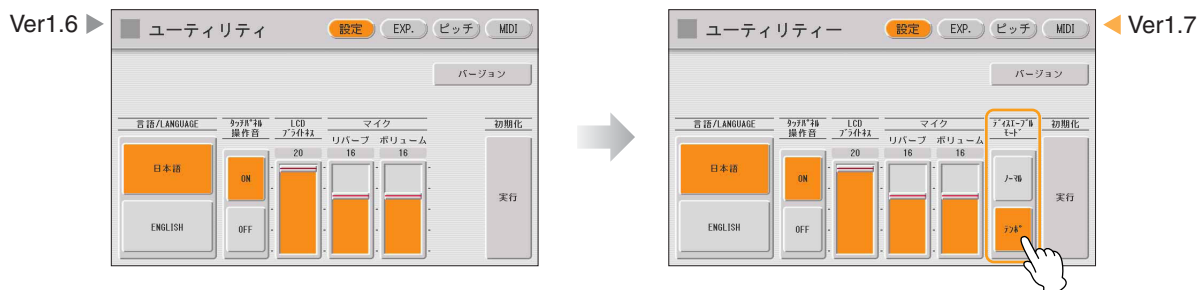 Ver1.6
ユーティリティ
設定 EXP. ピッチ MIDI
バージョン
言語/LANGUAGE
タッチパネル
操作音
LCD
ブライトネス
マイク
リバーブ ボリューム
初期化
20 16 16
日本語
ENGLISH
ON
OFF
実行
Ver1.7
ユーティリティー
設定 EXP. ピッチ MIDI
バージョン
言語/LANGUAGE
タッチパネル
操作音
LCD
ブライトネス
マイク
リバーブ ボリューム
ディスエーブル
モード
初期化
20 16 16
日本語
ENGLISH
ON
OFF
ノーマル
テンポ
実行